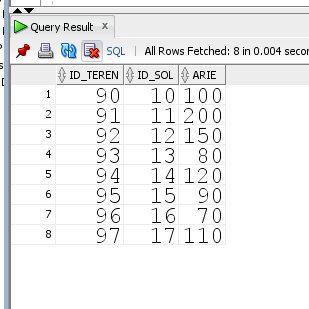 Query Result x
SQL | All Rows Fetched: 8 in 0.004 seco
ID_TEREN ID_SOL ARIE
1 90 10 100
2 91 11 200
3 92 12 150
4 93 13 80
5 94 14 120
6 95 15 90
7 96 16 70
8 97 17 110